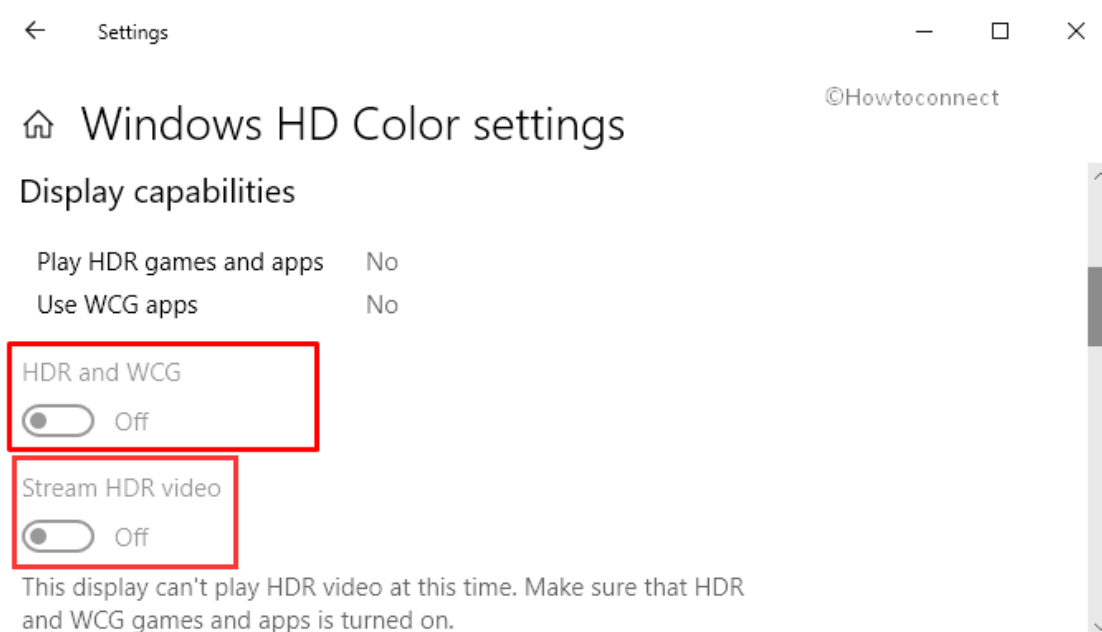 Settings
©Howtoconnect
Windows HD Color settings
Display capabilities
Play HDR games and apps No
Use WCG apps No
HDR and WCG
Off
Stream HDR video
Off
This display can't play HDR video at this time. Make sure that HDR
and WCG games and apps is turned on.